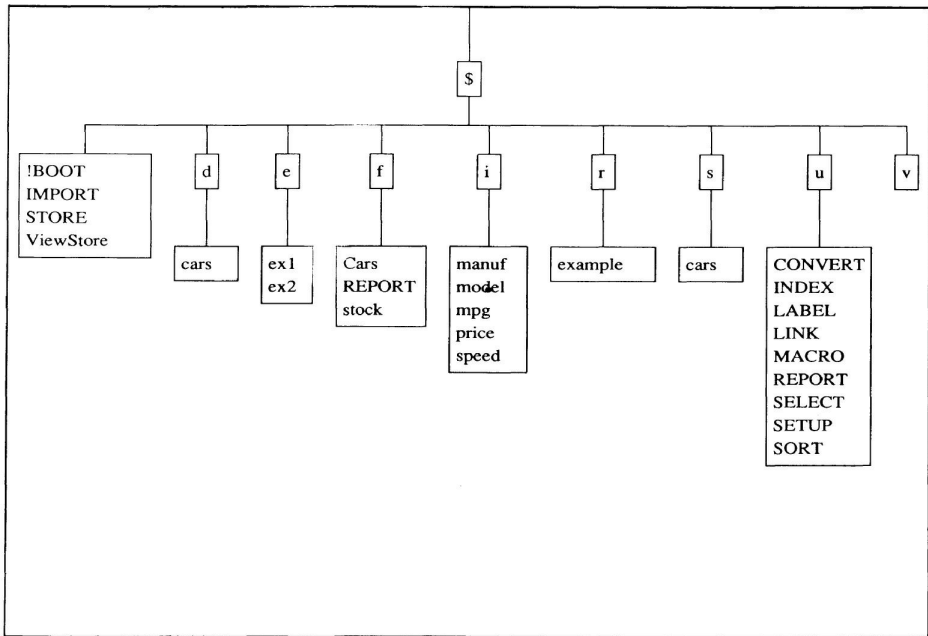 $
!BOOT
IMPORT
STORE
ViewStore
d
e
f
i
r
s
u
v
cars
ex1
ex2
Cars
REPORT
stock
manuf
model
mpg
price
speed
example
cars
CONVERT
INDEX
LABEL
LINK
MACRO
REPORT
SELECT
SETUP
SORT